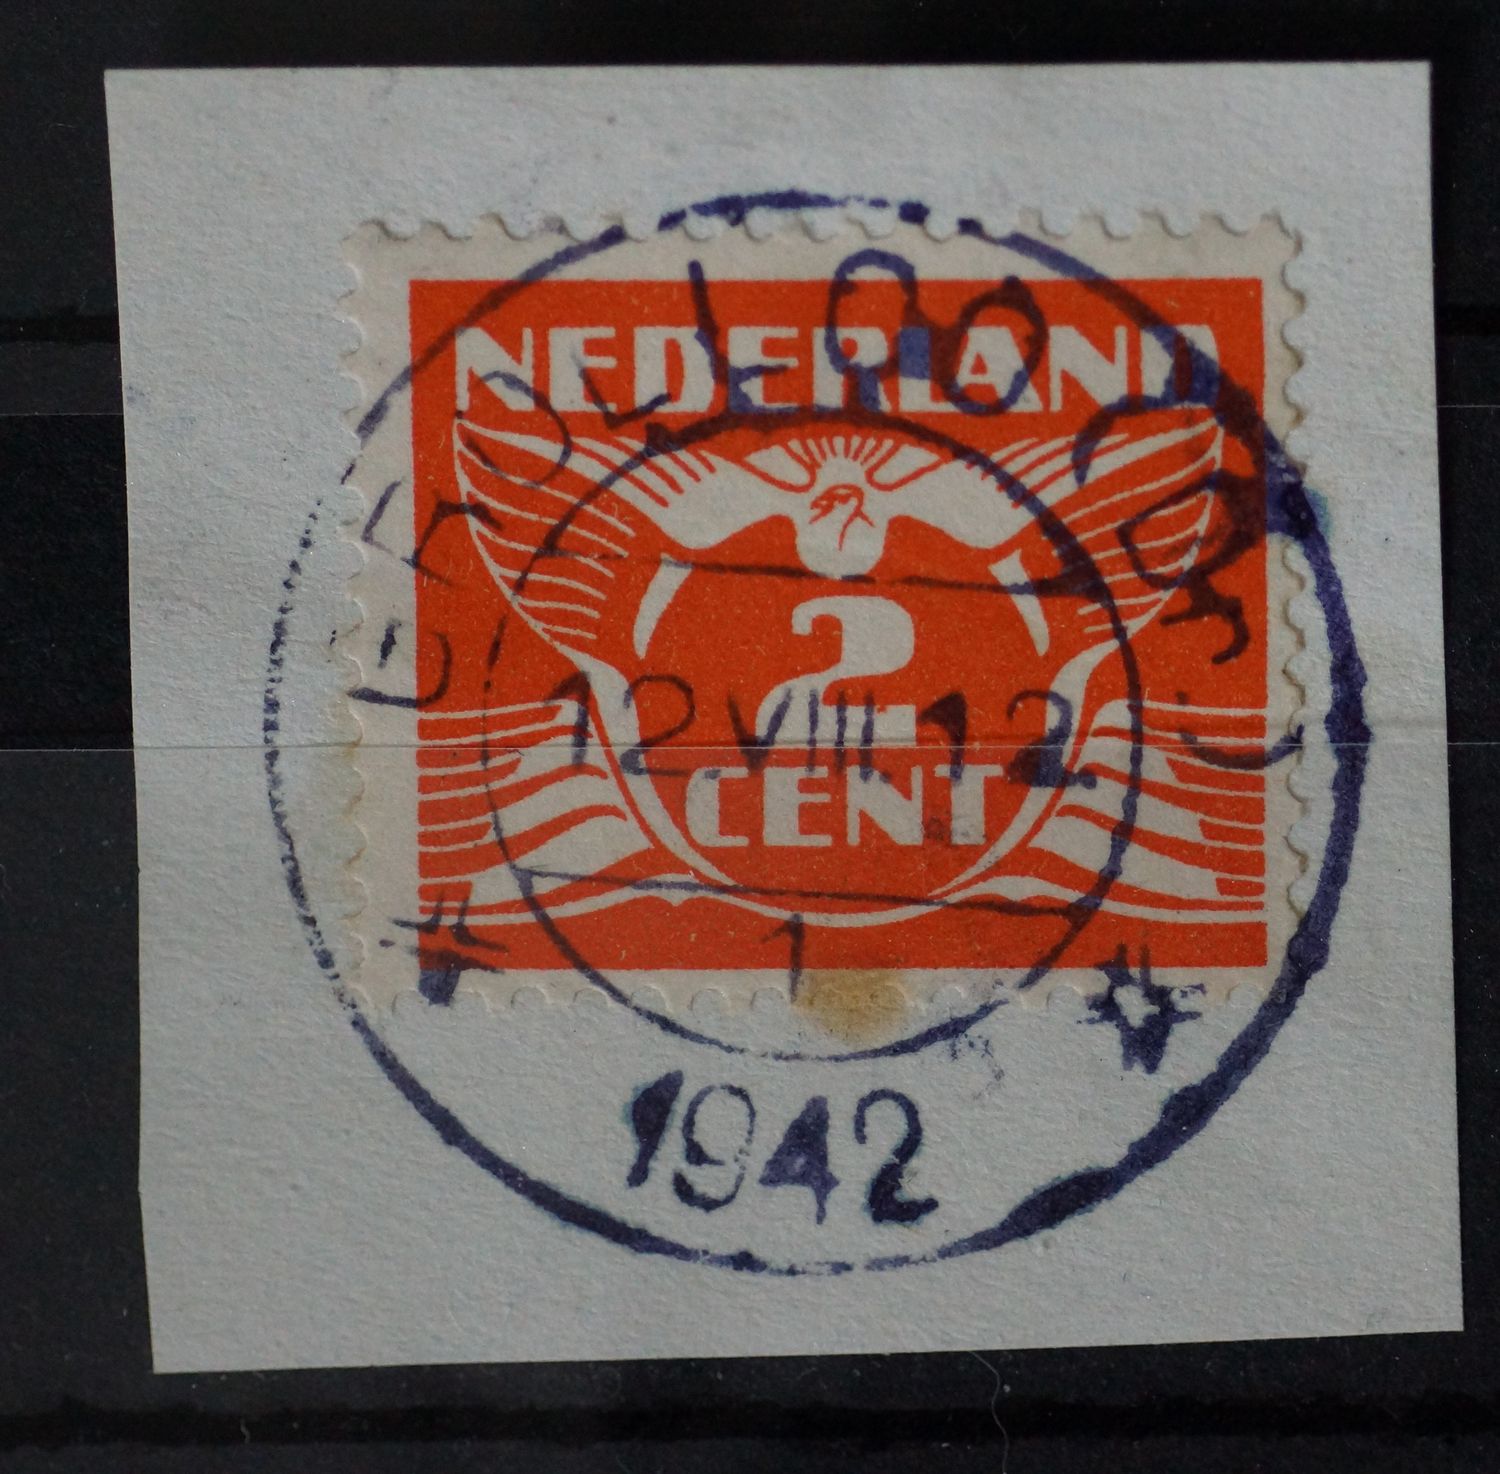 NEDERLAND
2
CENT
12 VIII. 12
1
1942